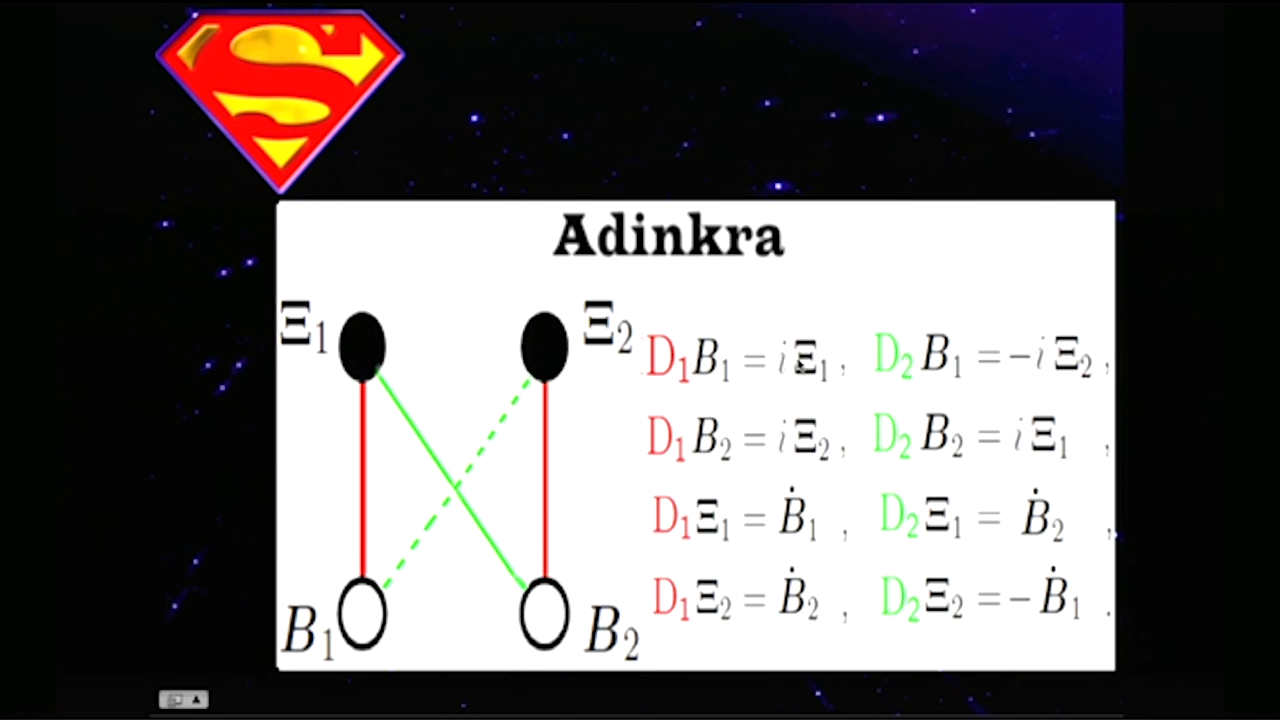 S
Adinkra
Ξ₁ Ξ₂
D₁B₁ = iΞ₁ , D₂B₁ = −iΞ₂ ,
D₁B₂ = iΞ₂ , D₂B₂ = iΞ₁ ,
D₁Ξ₁ = Ḃ₁ , D₂Ξ₁ = Ḃ₂ ,
D₁Ξ₂ = Ḃ₂ , D₂Ξ₂ = −Ḃ₁ .
B₁ B₂